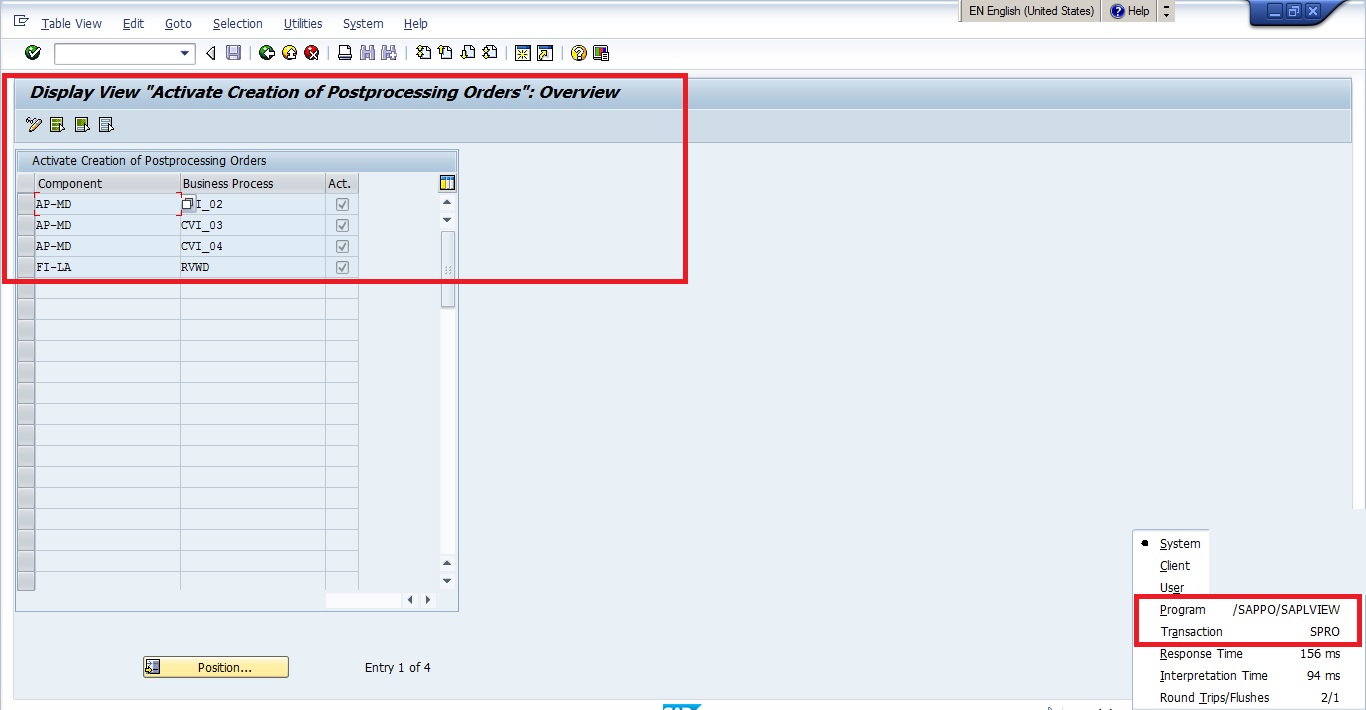 EN English (United States) Help
Table View Edit Goto Selection Utilities System Help
Display View "Activate Creation of Postprocessing Orders": Overview
Activate Creation of Postprocessing Orders
Component Business Process Act.
AP-MD I_02
AP-MD CVI_03
AP-MD CVI_04
FI-LA RVWD
System
Client
User
Program /SAPPO/SAPLVIEW
Transaction SPRO
Response Time 156 ms
Interpretation Time 94 ms
Round Trips/Flushes 2/1
Position... Entry 1 of 4
SAP